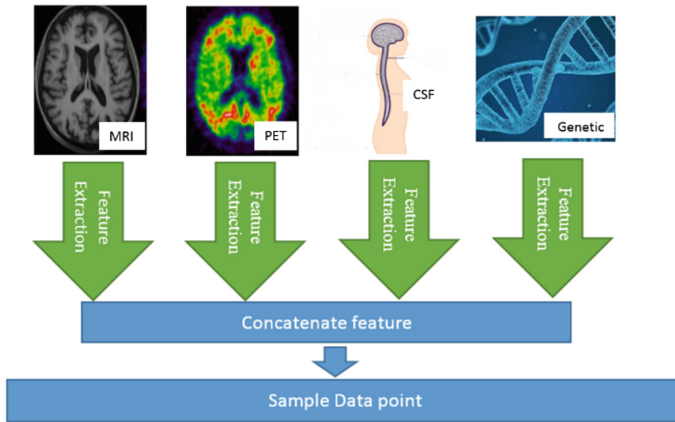 MRI
PET
CSF
Genetic
Feature
Extraction
Feature
Extraction
Feature
Extraction
Feature
Extraction
Concatenate feature
Sample Data point